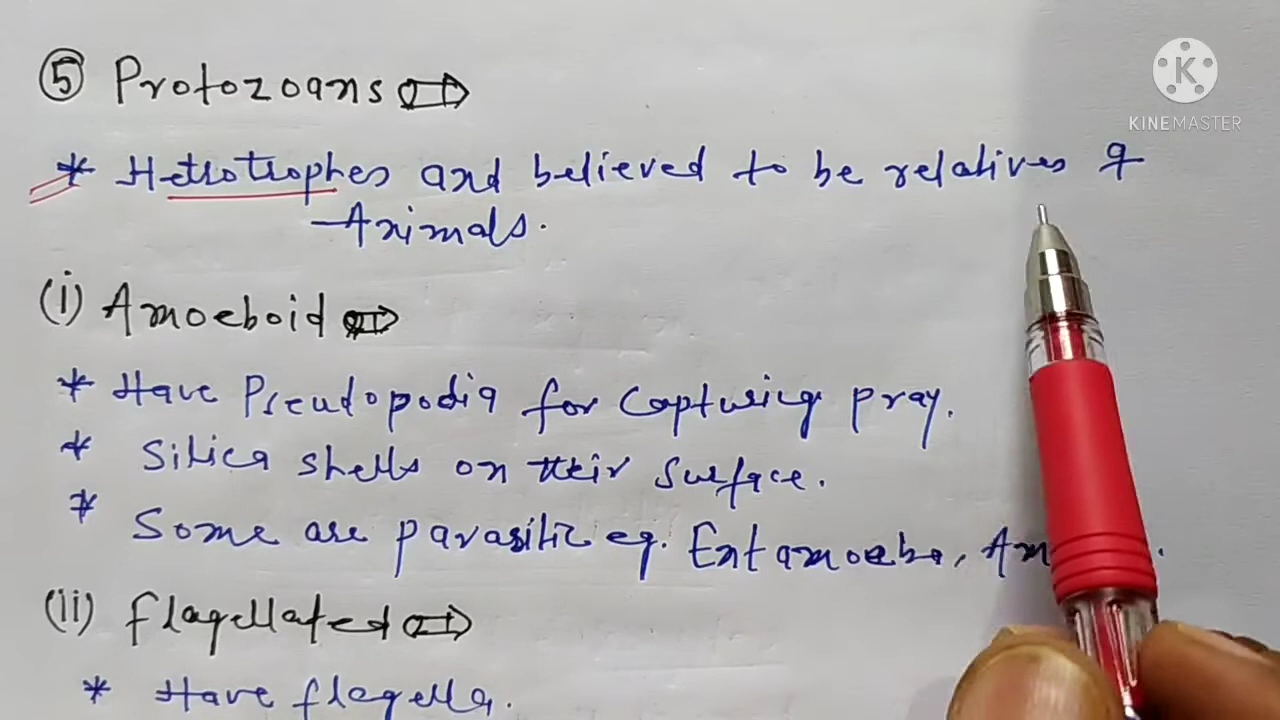 ⑤ Protozoans
KINEMASTER
* Hetrotrophes and believed to be relatives of
Animals.
(i) Amoeboid
* Have Pseudopodia for capturing pray.
* Silica shells on their surface.
* Some are parasitic eg. Entamoeba,
(ii) flagellated
* Have flagella.